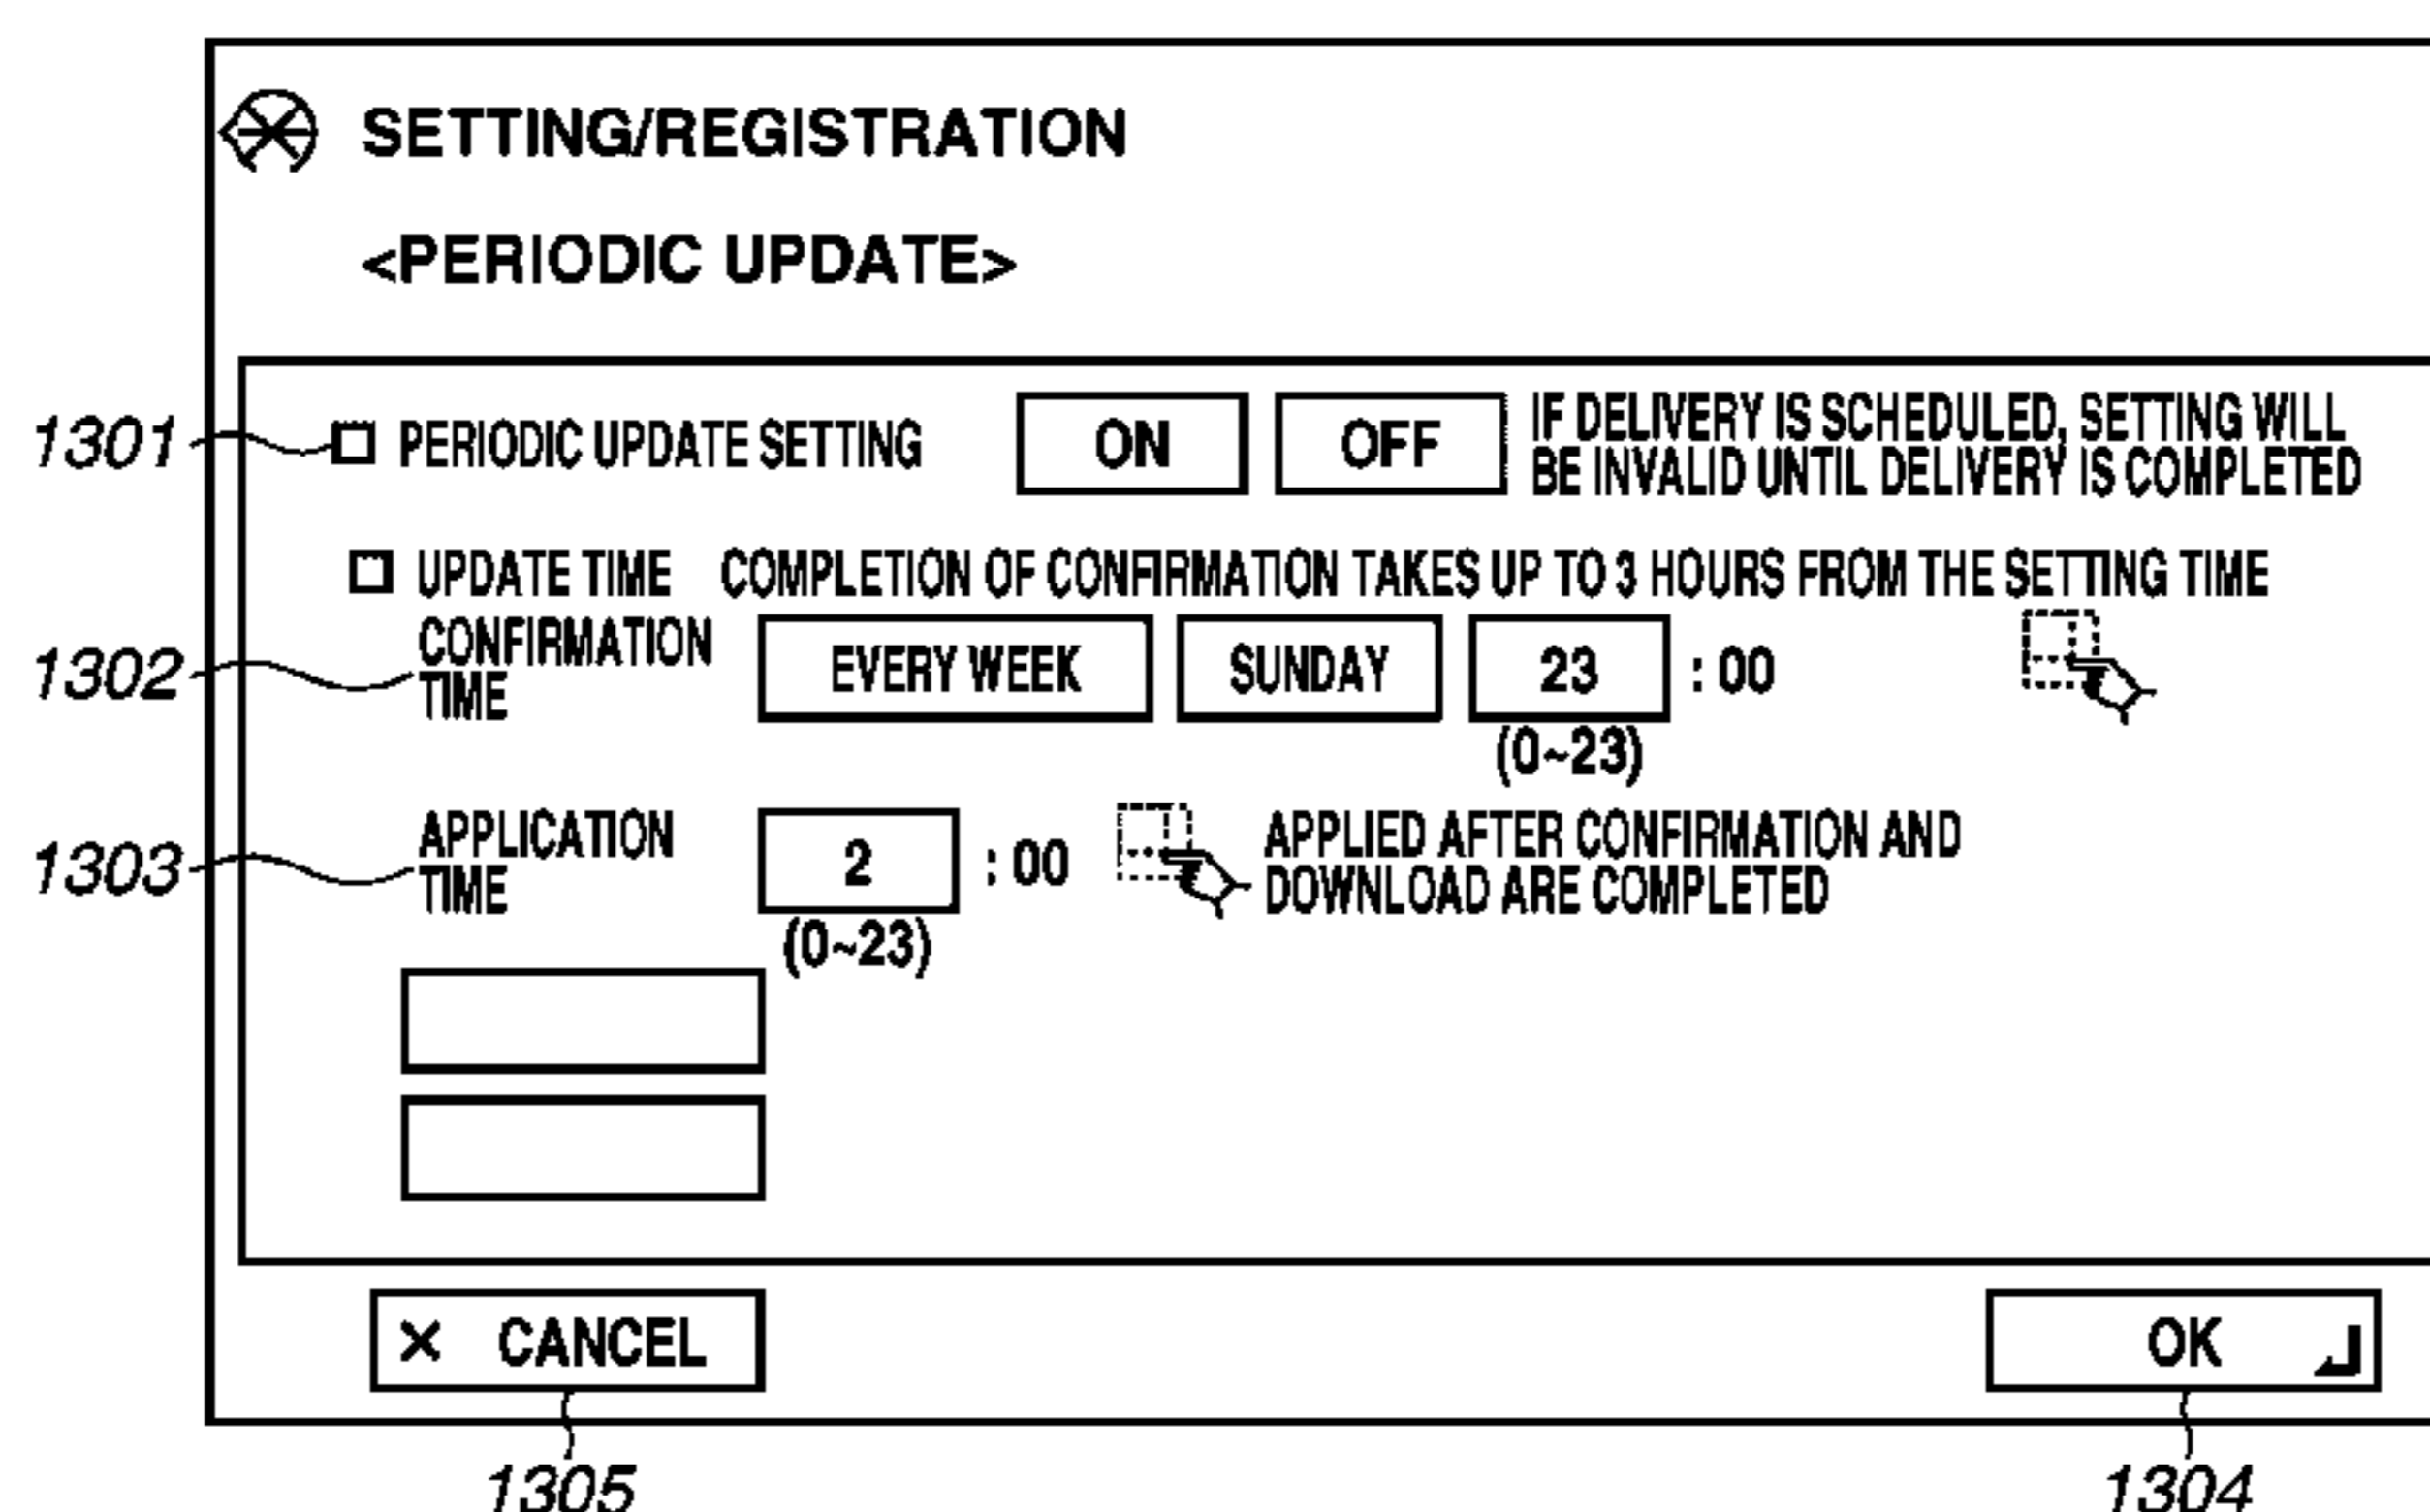 SETTING/REGISTRATION
<PERIODIC UPDATE>
1301 PERIODIC UPDATE SETTING ON OFF IF DELIVERY IS SCHEDULED, SETTING WILL
BE INVALID UNTIL DELIVERY IS COMPLETED
UPDATE TIME COMPLETION OF CONFIRMATION TAKES UP TO 3 HOURS FROM THE SETTING TIME
1302 CONFIRMATION
TIME EVERY WEEK SUNDAY 23 : 00
(0~23)
1303 APPLICATION
TIME 2 : 00 APPLIED AFTER CONFIRMATION AND
DOWNLOAD ARE COMPLETED
(0~23)
× CANCEL OK
1305 1304